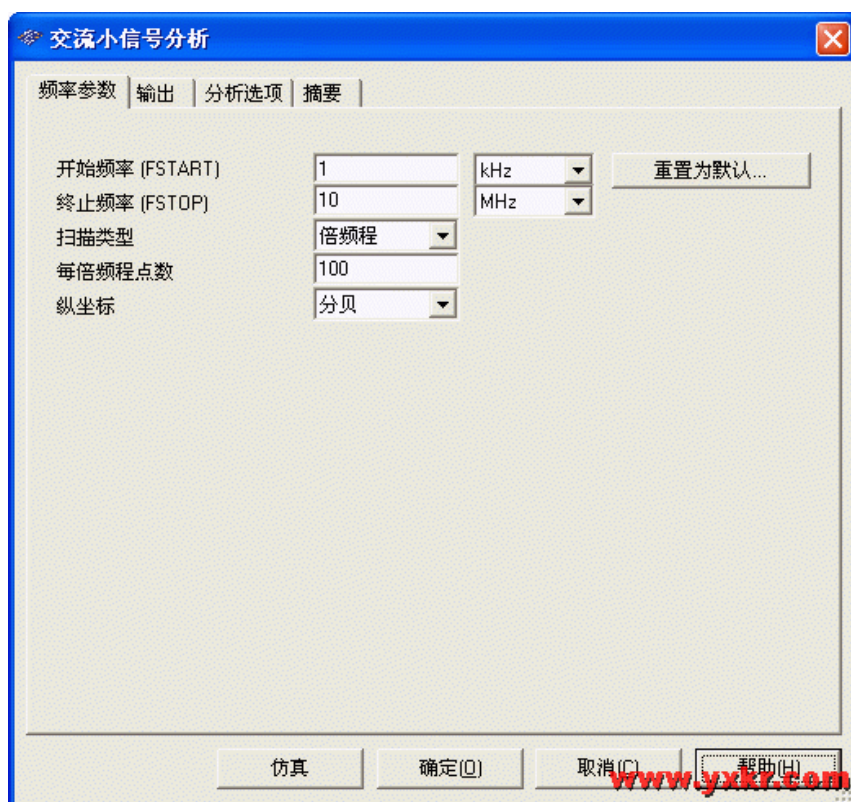 交流小信号分析
频率参数 输出 分析选项 摘要
开始频率 (FSTART) 1 kHz 重置为默认...
终止频率 (FSTOP) 10 MHz
扫描类型 倍频程
每倍频程点数 100
纵坐标 分贝
仿真 确定(O) 取消(C) 帮助(H)
www.yxkr.com